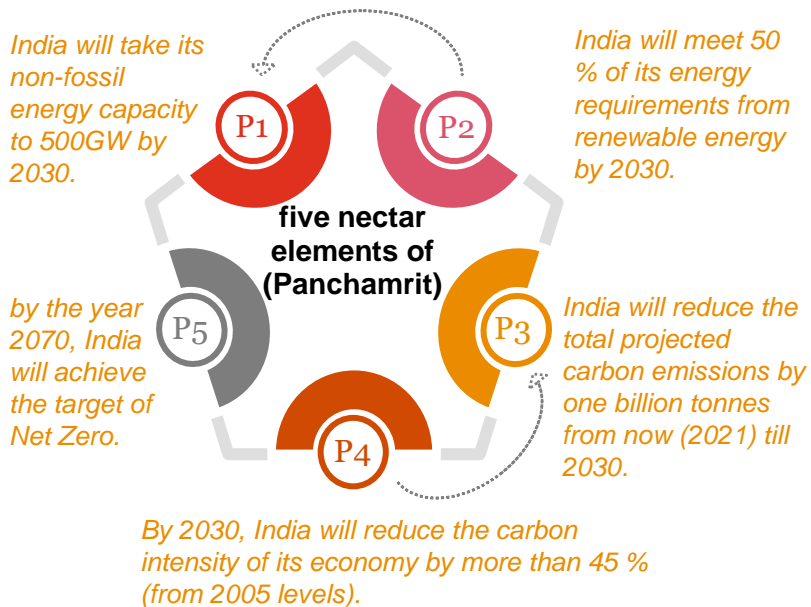 India will take its
non-fossil
energy capacity
to 500GW by
2030.
P1
P2
India will meet 50
% of its energy
requirements from
renewable energy
by 2030.
five nectar
elements of
(Panchamrit)
by the year
2070, India
will achieve
the target of
Net Zero.
P5
P3
India will reduce the
total projected
carbon emissions by
one billion tonnes
from now (2021) till
2030.
P4
By 2030, India will reduce the carbon
intensity of its economy by more than 45 %
(from 2005 levels).